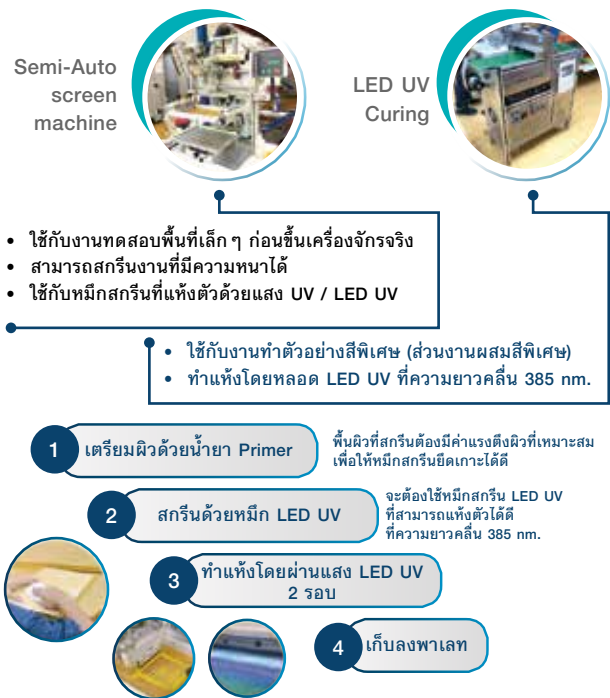 Semi-Auto
screen
machine
LED UV
Curing
• ใช้กับงานทดสอบพื้นที่เล็ก ๆ ก่อนขึ้นเครื่องจักรจริง
• สามารถสกรีนงานที่มีความหนาได้
• ใช้กับหมึกสกรีนที่แห้งตัวด้วยแสง UV / LED UV
• ใช้กับงานทำตัวอย่างสีพิเศษ (ส่วนงานผสมสีพิเศษ)
• ทำแห้งโดยหลอด LED UV ที่ความยาวคลื่น 385 nm.
1 เตรียมผิวด้วยน้ำยา Primer
พื้นผิวที่สกรีนต้องมีค่าแรงตึงผิวที่เหมาะสม
เพื่อให้หมึกสกรีนยึดเกาะได้ดี
2 สกรีนด้วยหมึก LED UV
จะต้องใช้หมึกสกรีน LED UV
ที่สามารถแห้งตัวได้ดี
ที่ความยาวคลื่น 385 nm.
3 ทำแห้งโดยผ่านแสง LED UV
2 รอบ
4 เก็บลงพาเลท